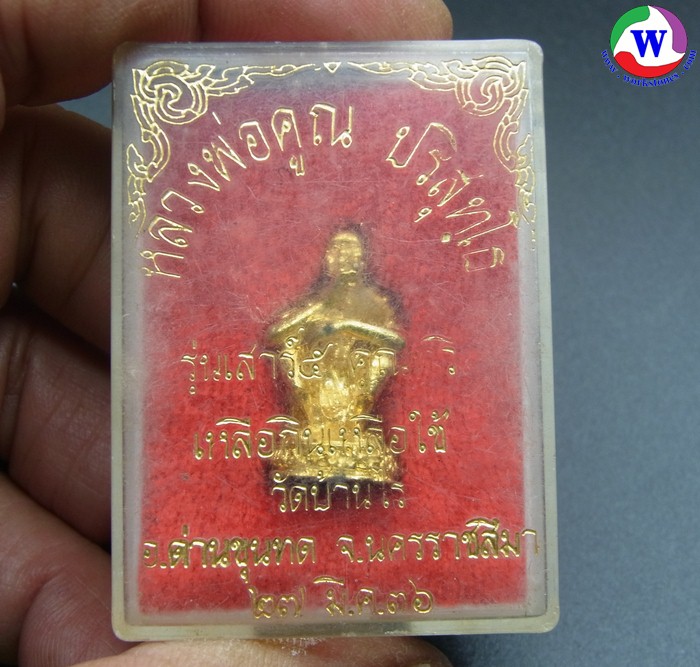 หลวงพ่อคูณ ปริสุทฺโธ
รุ่นเสาร์๕
เหลือกินเหลือใช้
วัดบ้านไร่
อ.ด่านขุนทด จ.นครราชสีมา
๒๗ มี.ค.๓๖
W